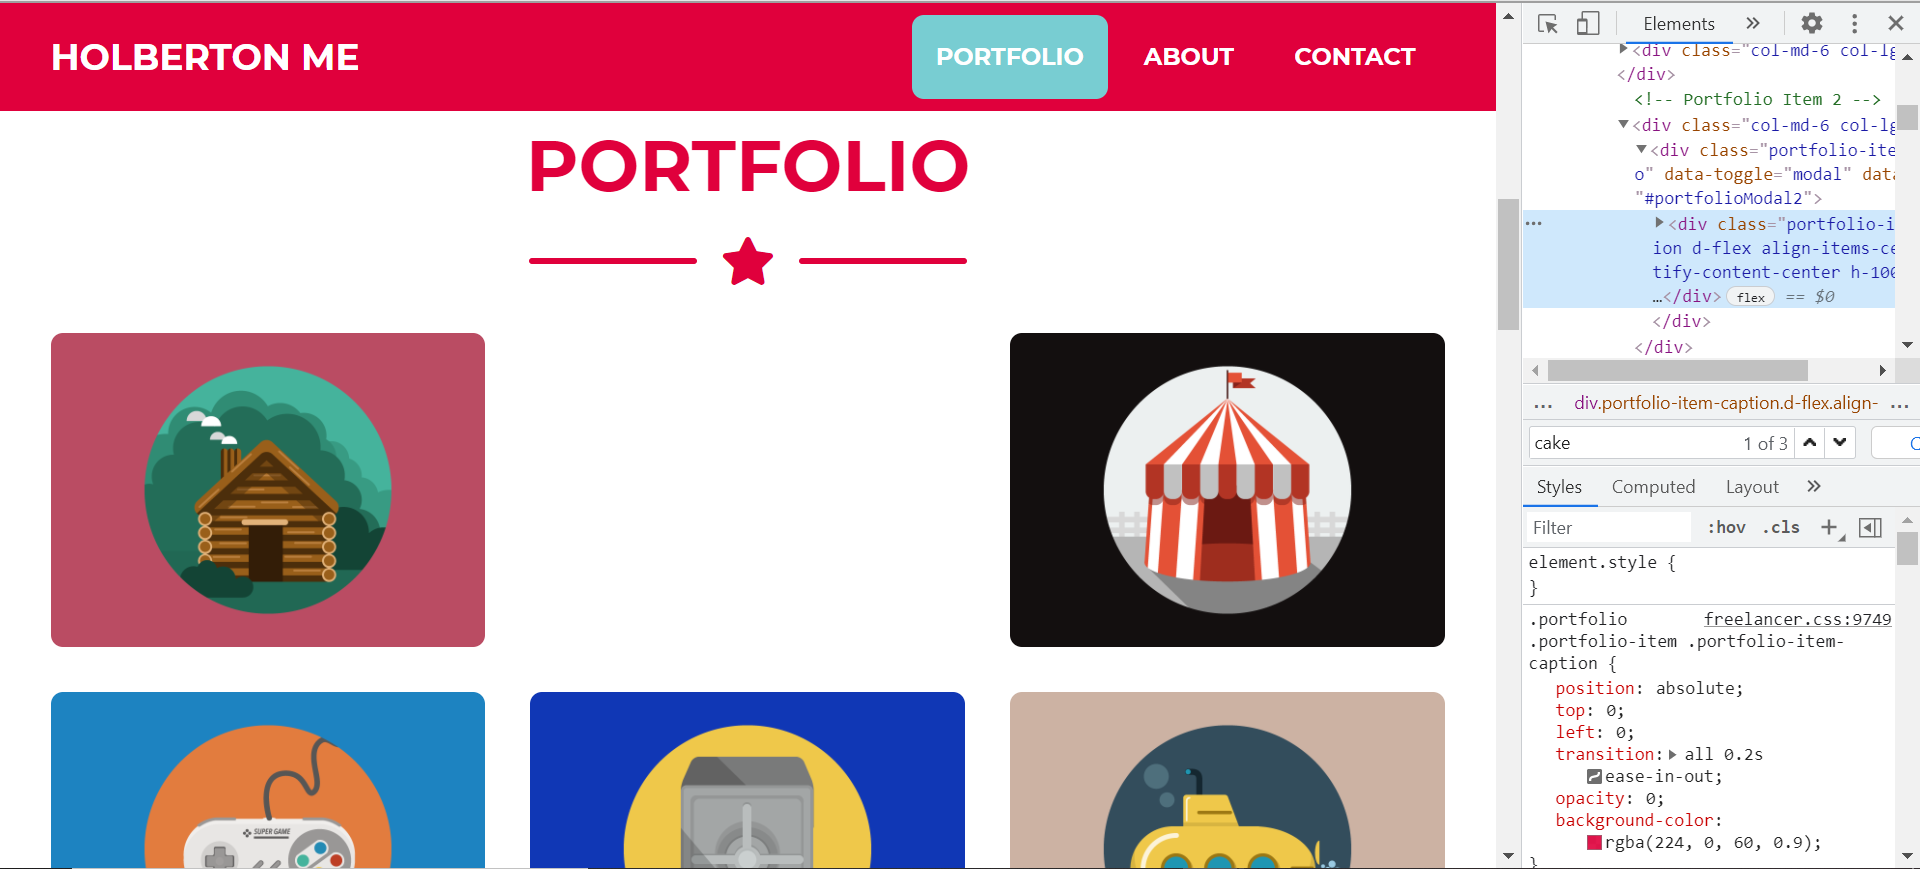 HOLBERTON ME
PORTFOLIO
ABOUT
CONTACT
PORTFOLIO
SUPER GAME
Elements
<div class="col-md-6 col-lg
</div>
<!-- Portfolio Item 2 -->
<div class="col-md-6 col-lg
<div class="portfolio-ite
o" data-toggle="modal" data
"#portfolioModal2">
... <div class="portfolio-i
ion d-flex align-items-ce
tify-content-center h-100
…</div> flex == $0
</div>
</div>
... div.portfolio-item-caption.d-flex.align- ...
cake 1 of 3
Styles Computed Layout
Filter :hov .cls +
element.style {
}
.portfolio freelancer.css:9749
.portfolio-item .portfolio-item-
caption {
position: absolute;
top: 0;
left: 0;
transition: all 0.2s
ease-in-out;
opacity: 0;
background-color:
rgba(224, 0, 60, 0.9);
}